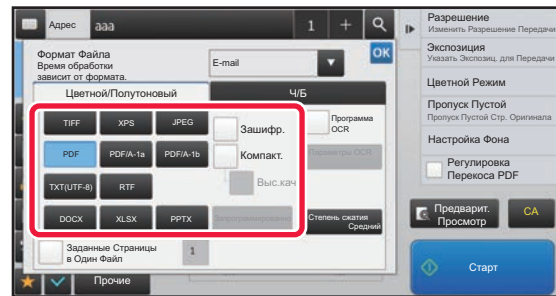 Адрес
aaa
1
Формат Файла
Время обработки
зависит от формата.
E-mail
OK
Цветной/Полутоновый
Ч/Б
TIFF
XPS
JPEG
Зашифр.
Программа
OCR
PDF
PDF/A-1a
PDF/A-1b
Компакт.
Параметры OCR
TXT(UTF-8)
RTF
Выс.кач
DOCX
XLSX
PPTX
Степень сжатия
Средний
Заданные Страницы
в Один Файл
1
Прочие
Разрешение
Изменить Разрешение Передачи
Экспозиция
Указать Экспозиц. для Передачи
Цветной Режим
Пропуск Пустой
Пропуск Пустой Стр. Оригинала
Настройка Фона
Регулировка
Перекоса PDF
Предварит.
Просмотр
CA
Старт